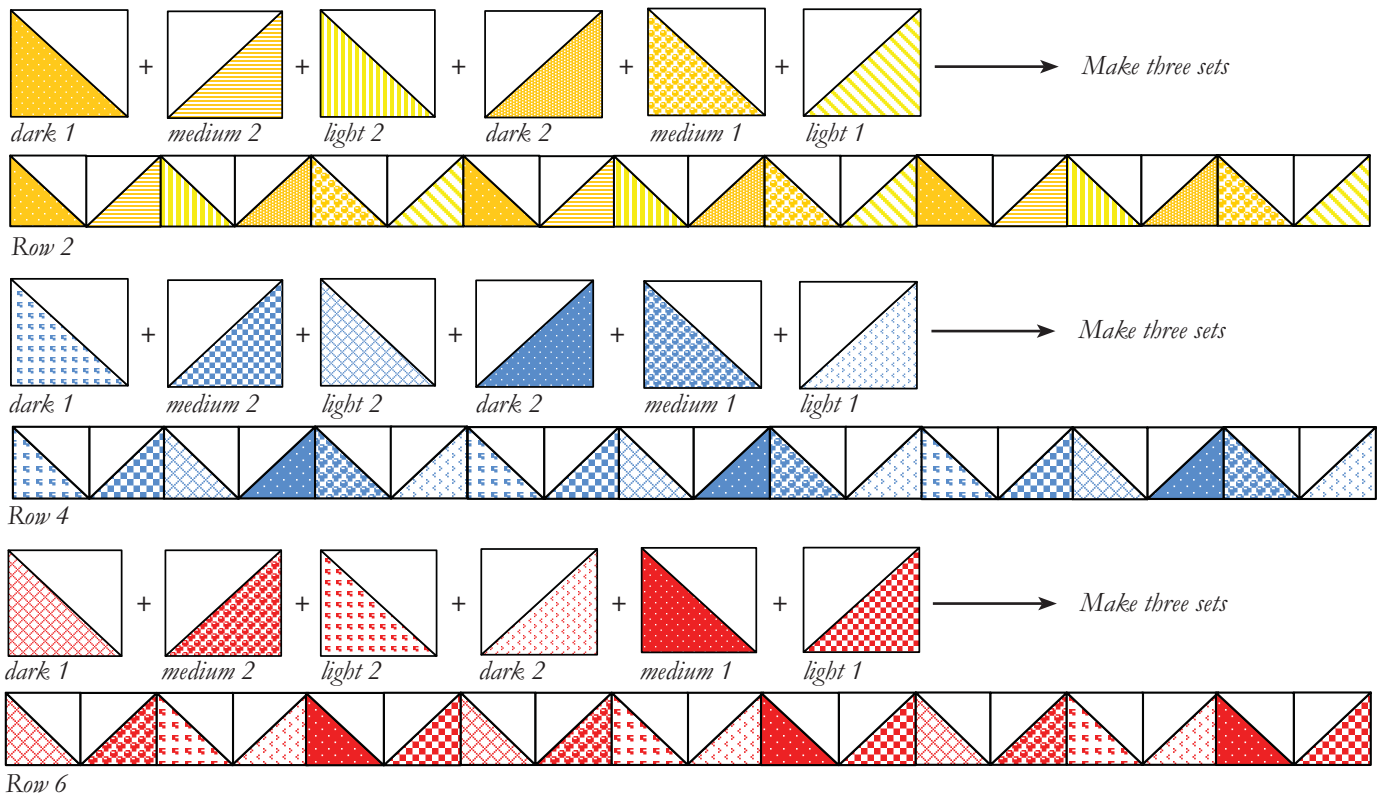 + + + + + Make three sets
dark 1 medium 2 light 2 dark 2 medium 1 light 1
Row 2
+ + + + + Make three sets
dark 1 medium 2 light 2 dark 2 medium 1 light 1
Row 4
+ + + + + Make three sets
dark 1 medium 2 light 2 dark 2 medium 1 light 1
Row 6